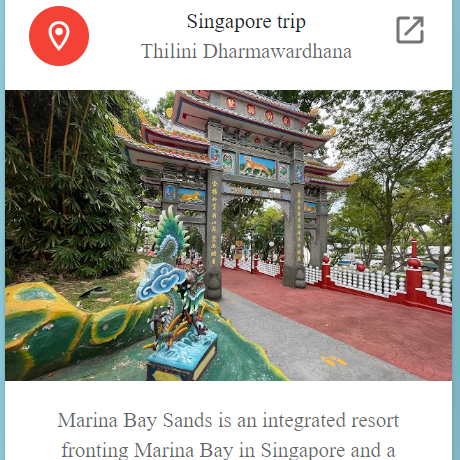 Singapore trip
Thilini Dharmawardhana
Marina Bay Sands is an integrated resort
fronting Marina Bay in Singapore and a